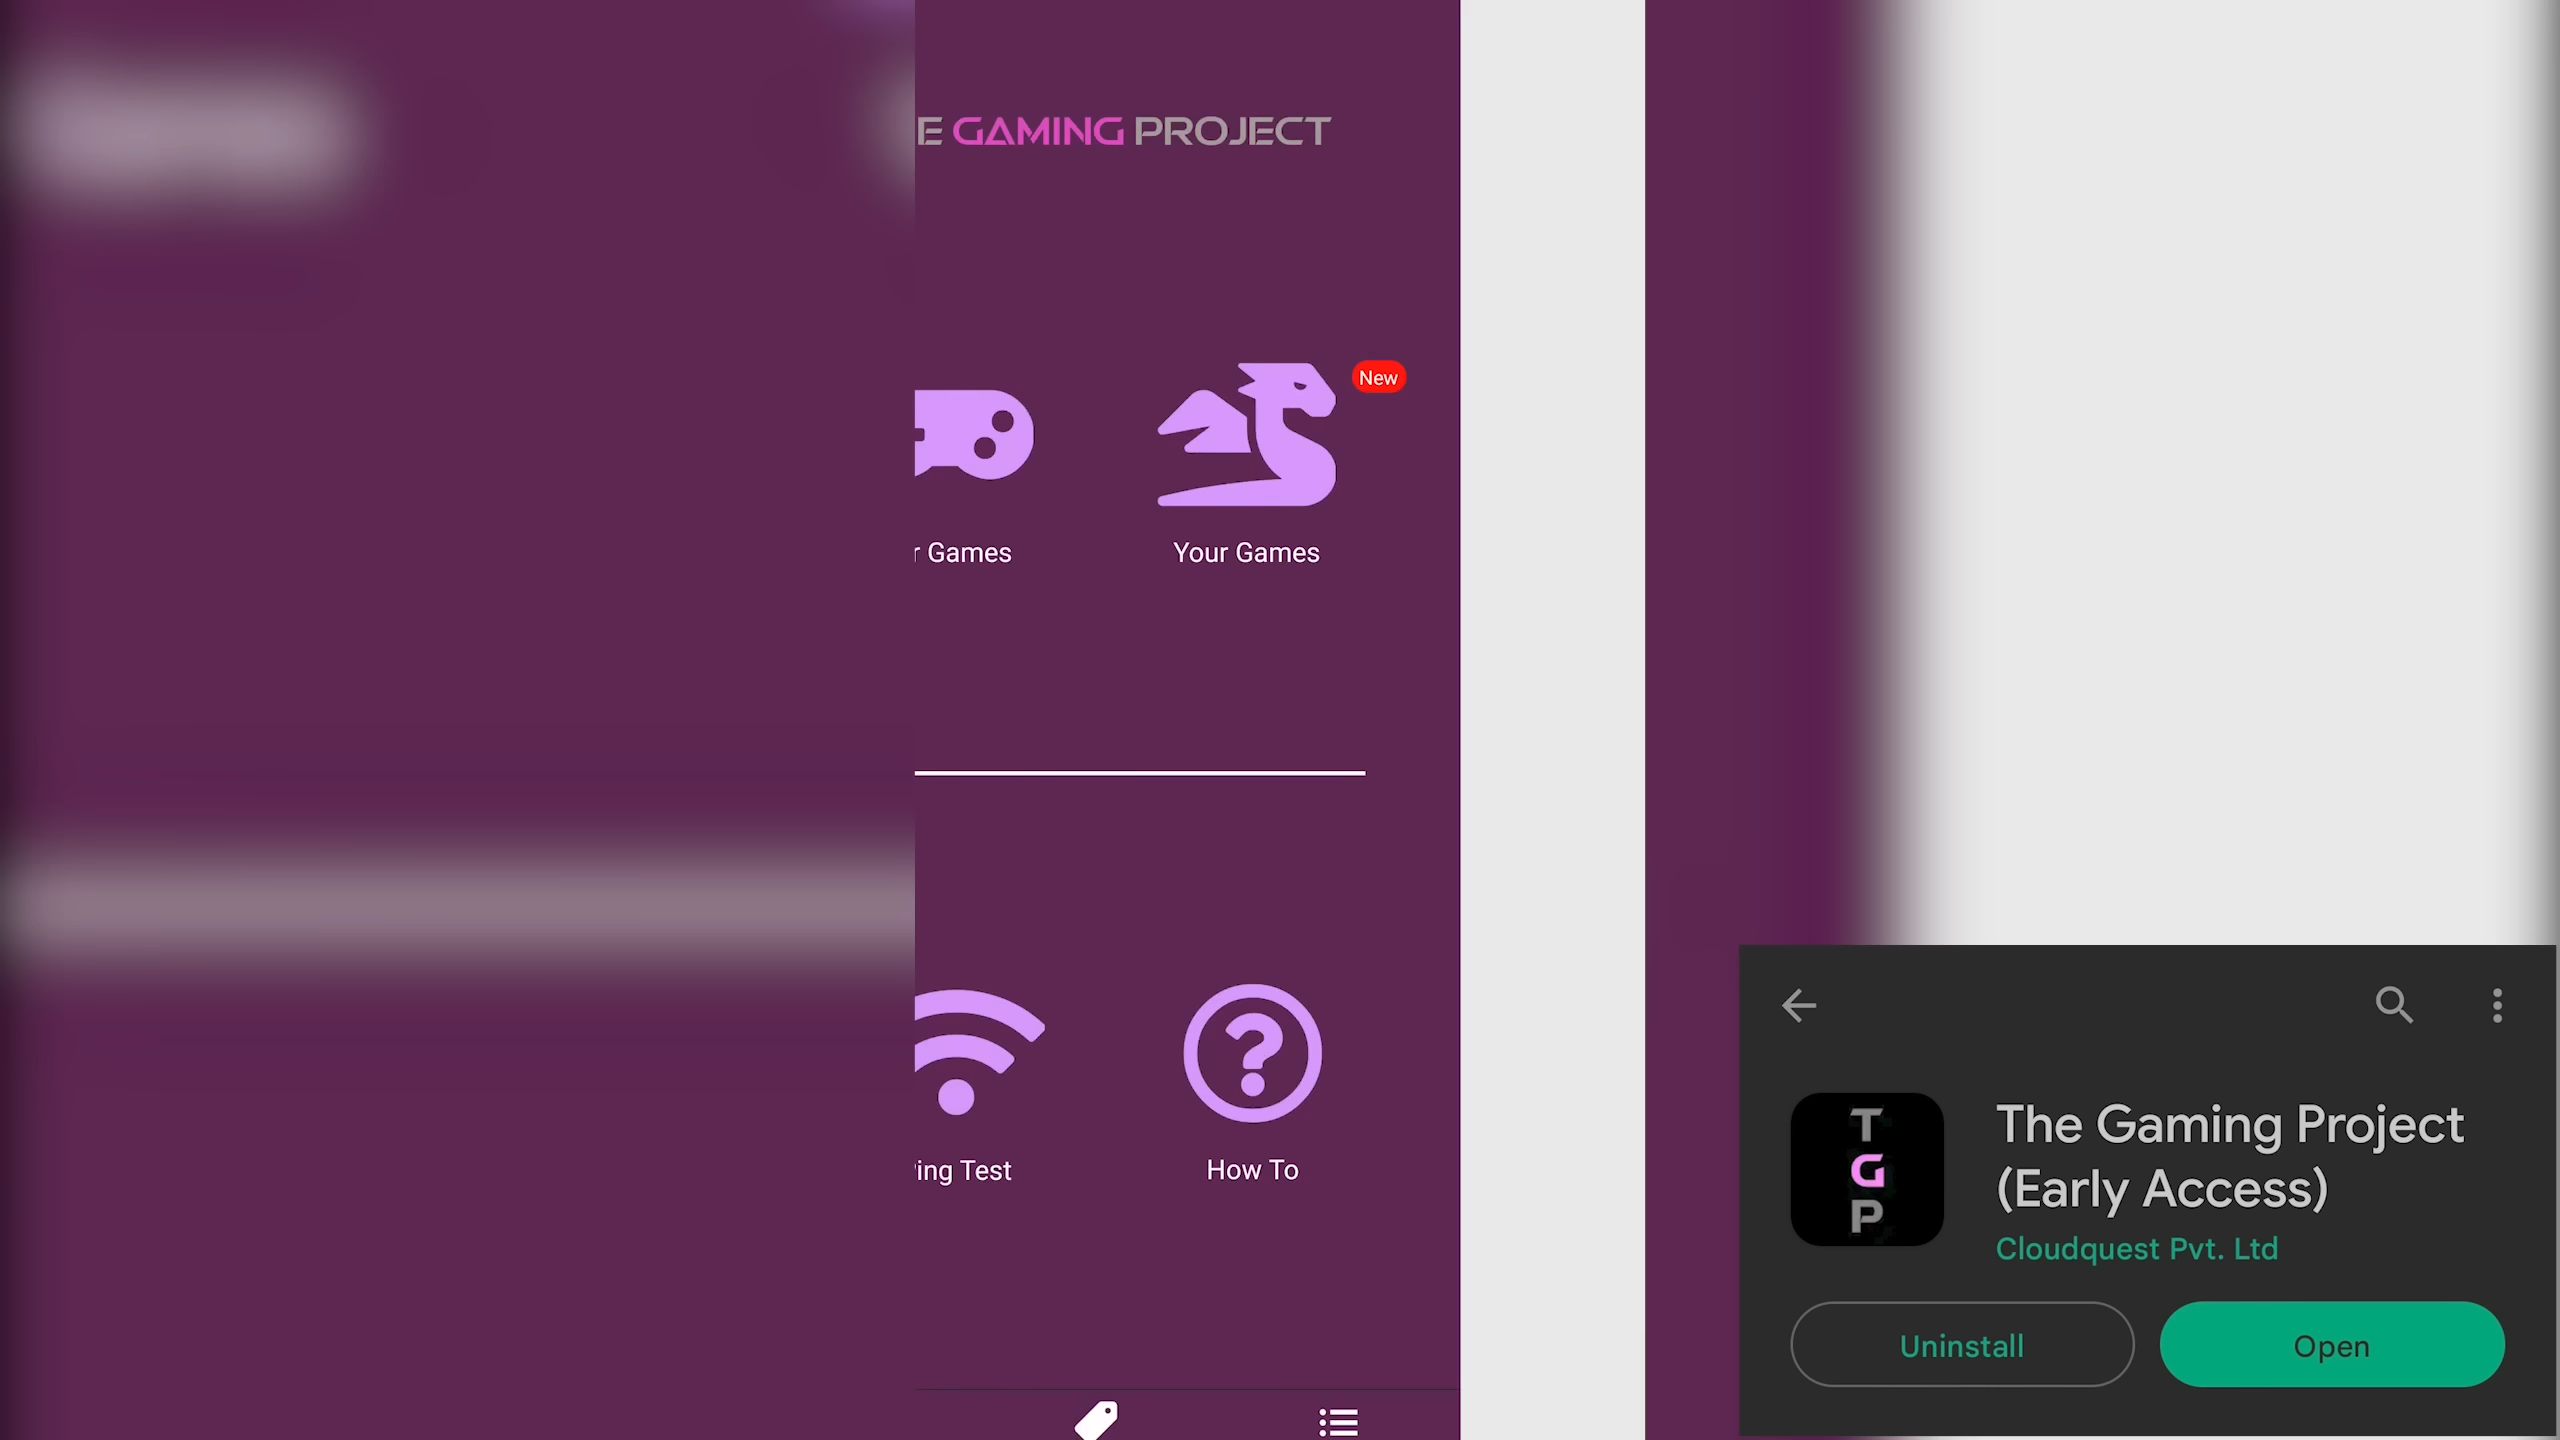 E GAMING PROJECT
New
r Games
Your Games
ing Test
How To
T
G
P
The Gaming Project
(Early Access)
Cloudquest Pvt. Ltd
Uninstall
Open